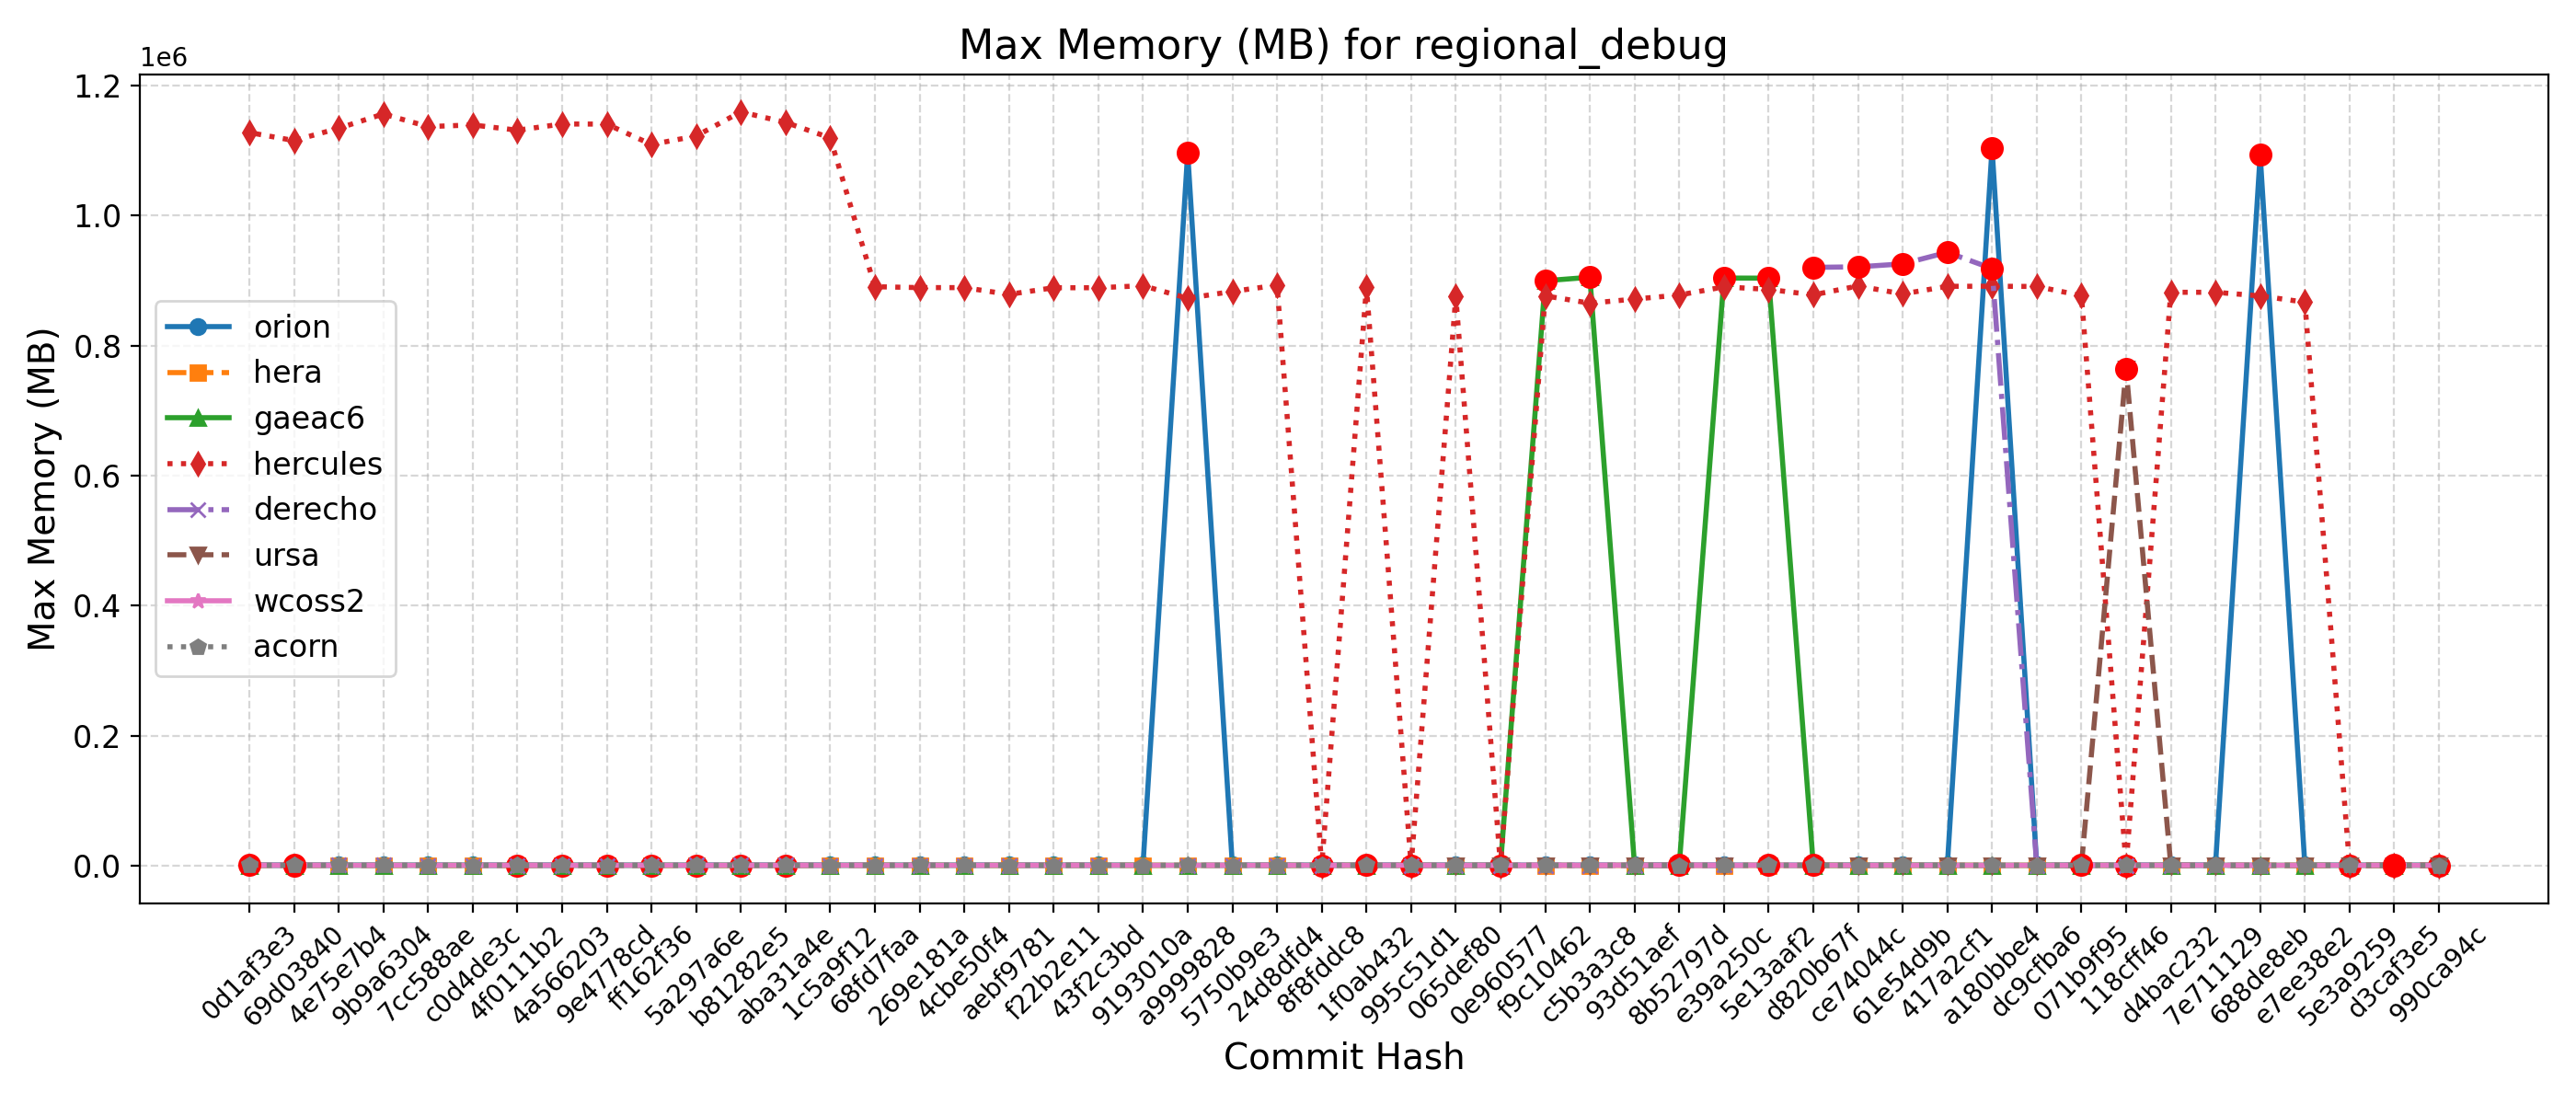 Max Memory (MB) for regional_debug
1e6
1.2
1.0
0.8
0.6
0.4
0.2
0.0
Max Memory (MB)
orion
hera
gaeac6
hercules
derecho
ursa
wcoss2
acorn
0d1af3e3
69d03840
4e75e7b4
9b9a6304
7cc588ae
c0d4de3c
4f0111b2
4a566203
9e4778cd
ff162f36
5a297a6e
b81282e5
aba31a4e
1c5a9f12
68fd7faa
269e181a
4cbe50f4
aebf9781
f22b2e11
43f2c3bd
9193010a
a9999828
5750b9e3
24d8dfd4
8f8fddc8
1f0ab432
995c51d1
065def80
0e960577
f9c10462
c5b3a3c8
93d51aef
8b52797d
e39a250c
5e13aaf2
d820b67f
ce74044c
61e54d9b
417a2cf1
a180bbe4
dc9cfba6
071b9f95
118cff46
d4bac232
7e711129
688de8eb
e7ee38e2
5e3a9259
d3caf3e5
990ca94c
Commit Hash